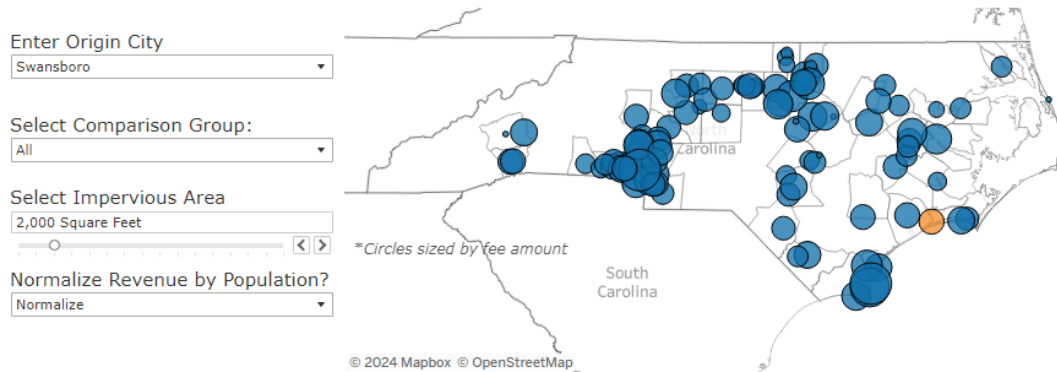 Enter Origin City
Swansboro
Select Comparison Group:
All
Select Impervious Area
2,000 Square Feet
Normalize Revenue by Population?
Normalize
North
Carolina
*Circles sized by fee amount
South
Carolina
© 2024 Mapbox © OpenStreetMap